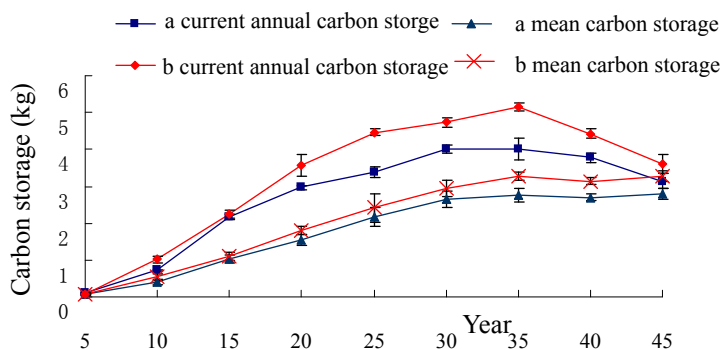 a current annual carbon storge
a mean carbon storage
b current annual carbon storage
b mean carbon storage
Carbon storage (kg)
6
5
4
3
2
1
0
5 10 15 20 25 30 35 40 45
Year